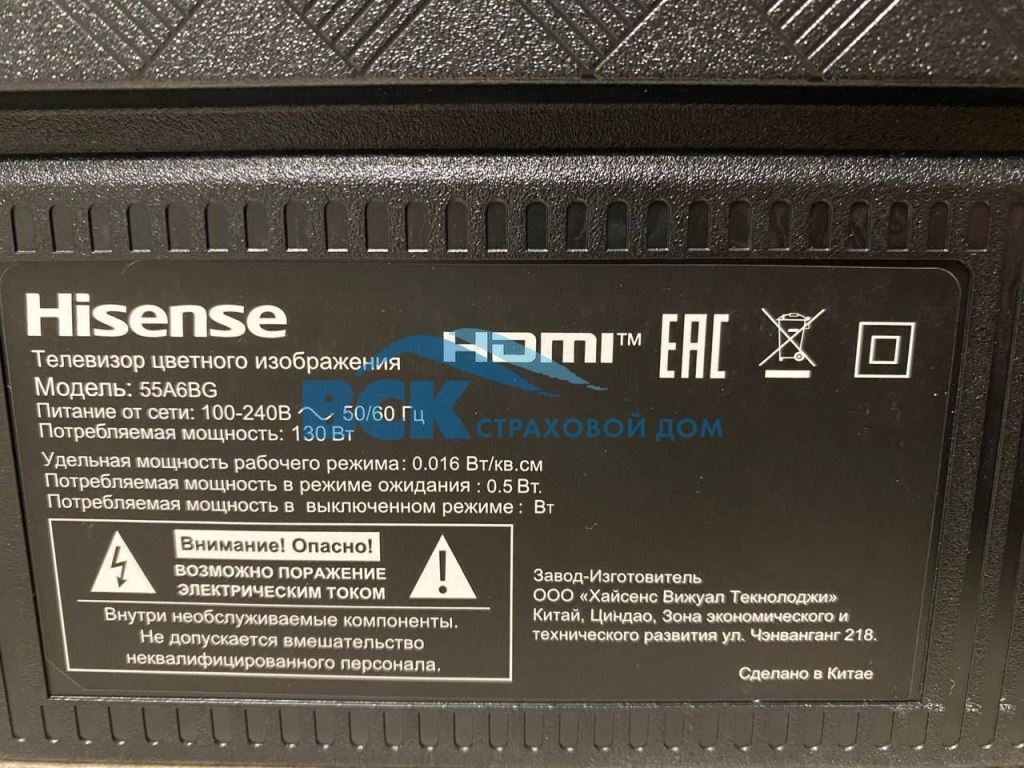 Hisense
Телевизор цветного изображения
Модель: 55A6BG
Питание от сети: 100-240В ~ 50/60 Гц
Потребляемая мощность: 130 Вт
Удельная мощность рабочего режима: 0.016 Вт/кв.см
Потребляемая мощность в режиме ожидания : 0.5 Вт.
Потребляемая мощность в выключенном режиме : Вт
HDMI™
EAC
ВСК СТРАХОВОЙ ДОМ
Внимание! Опасно!
ВОЗМОЖНО ПОРАЖЕНИЕ
ЭЛЕКТРИЧЕСКИМ ТОКОМ
Внутри необслуживаемые компоненты.
Не допускается вмешательство
неквалифицированного персонала.
Завод-Изготовитель
ООО «Хайсенс Вижуал Текнолоджи»
Китай, Циндао, Зона экономического и
технического развития ул. Чэнванганг 218.
Сделано в Китае